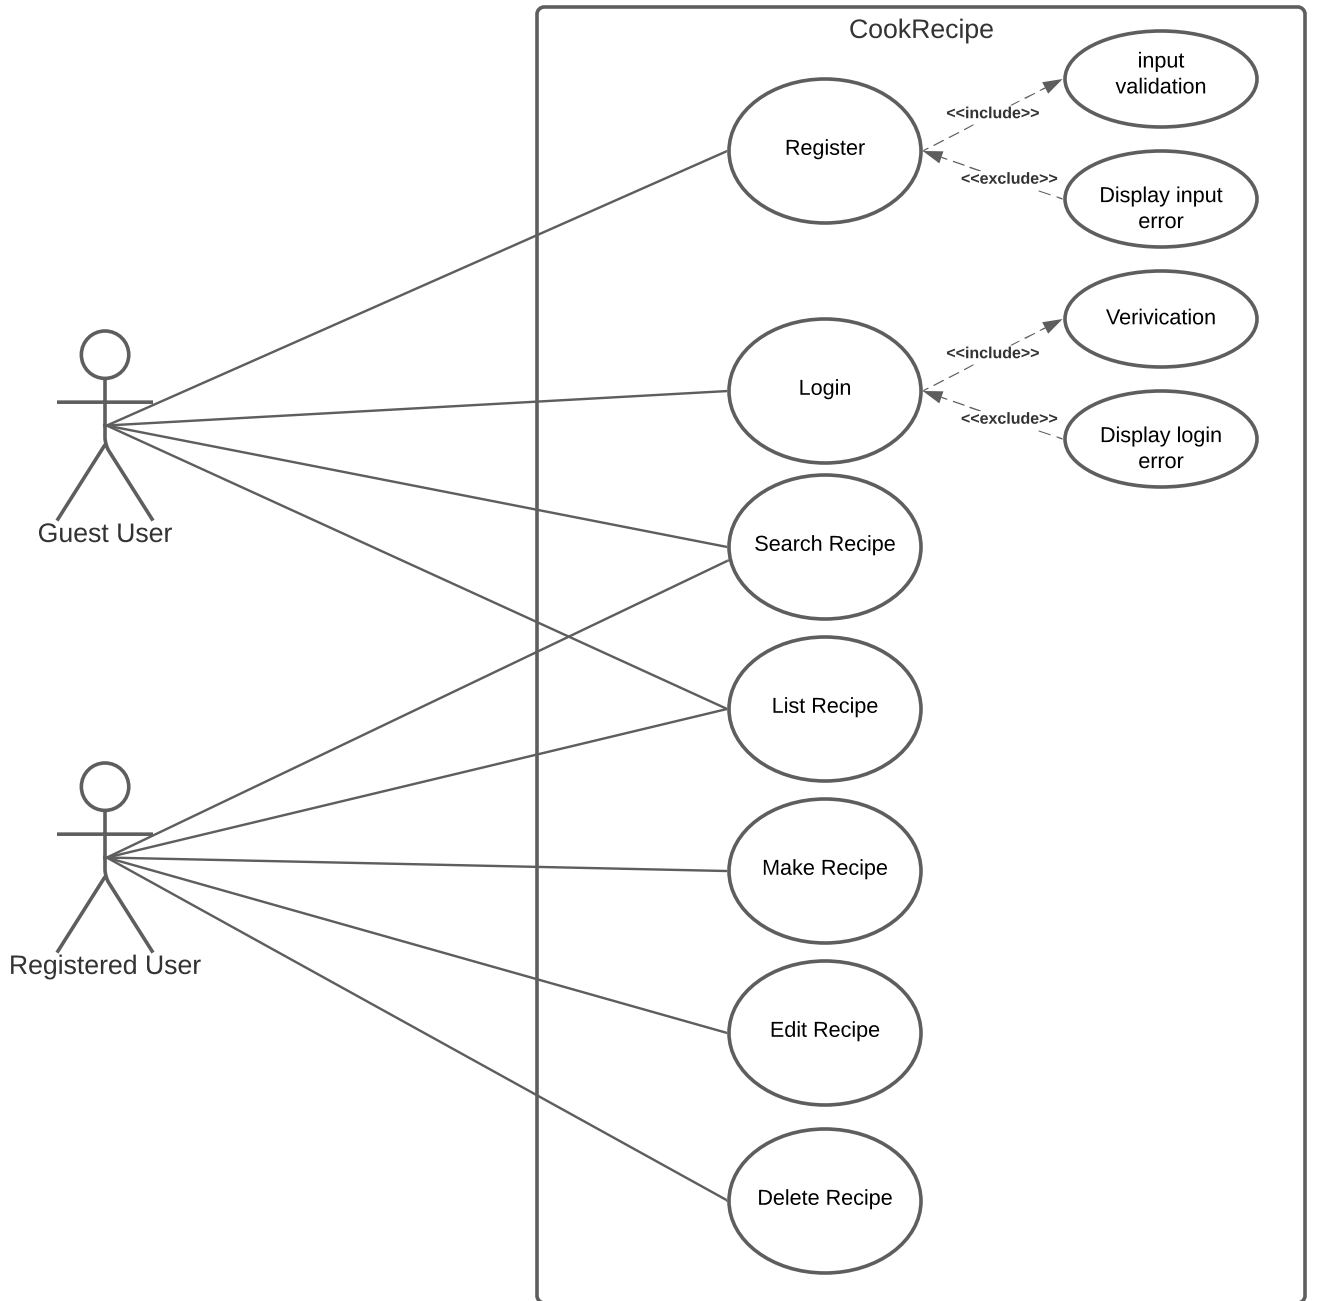 CookRecipe
input
validation
<<include>>
Register
<<exclude>>
Display input
error
Verivication
<<include>>
Login
<<exclude>>
Display login
error
Guest User
Search Recipe
List Recipe
Make Recipe
Registered User
Edit Recipe
Delete Recipe